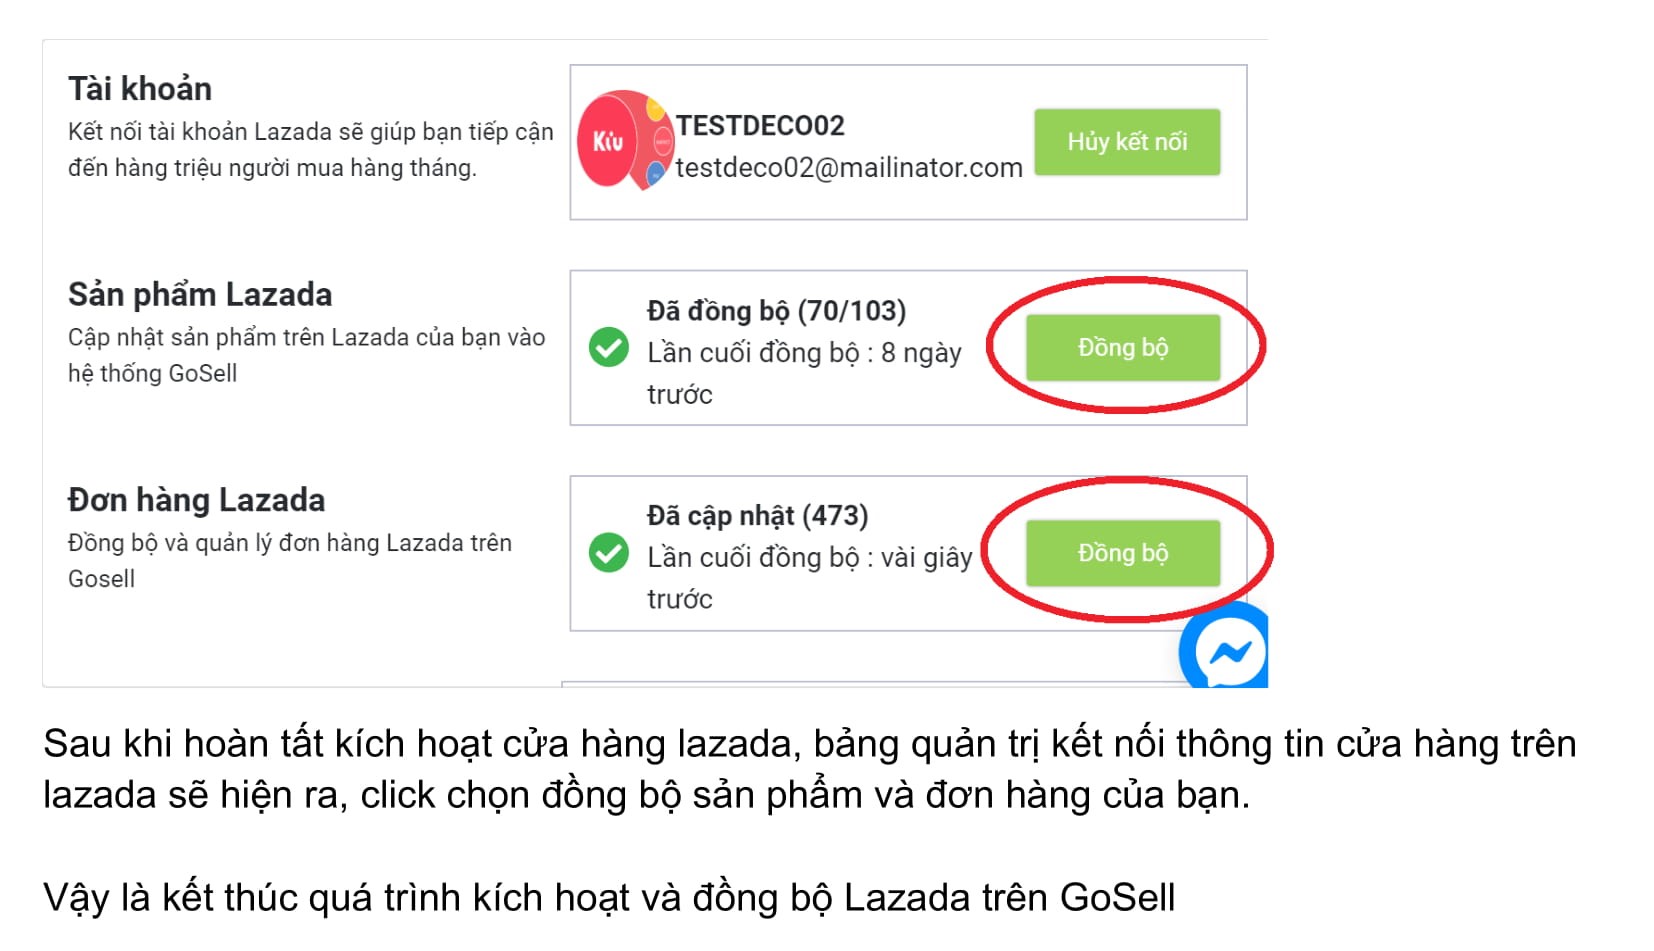 Tài khoản
Kết nối tài khoản Lazada sẽ giúp bạn tiếp cận
đến hàng triệu người mua hàng tháng.
Kiu
TESTDECO02
testdeco02@mailinator.com
Hủy kết nối
Sản phẩm Lazada
Cập nhật sản phẩm trên Lazada của bạn vào
hệ thống GoSell
Đã đồng bộ (70/103)
Lần cuối đồng bộ : 8 ngày
trước
Đồng bộ
Đơn hàng Lazada
Đồng bộ và quản lý đơn hàng Lazada trên
Gosell
Đã cập nhật (473)
Lần cuối đồng bộ : vài giây
trước
Đồng bộ
Sau khi hoàn tất kích hoạt cửa hàng lazada, bảng quản trị kết nối thông tin cửa hàng trên
lazada sẽ hiện ra, click chọn đồng bộ sản phẩm và đơn hàng của bạn.
Vậy là kết thúc quá trình kích hoạt và đồng bộ Lazada trên GoSell